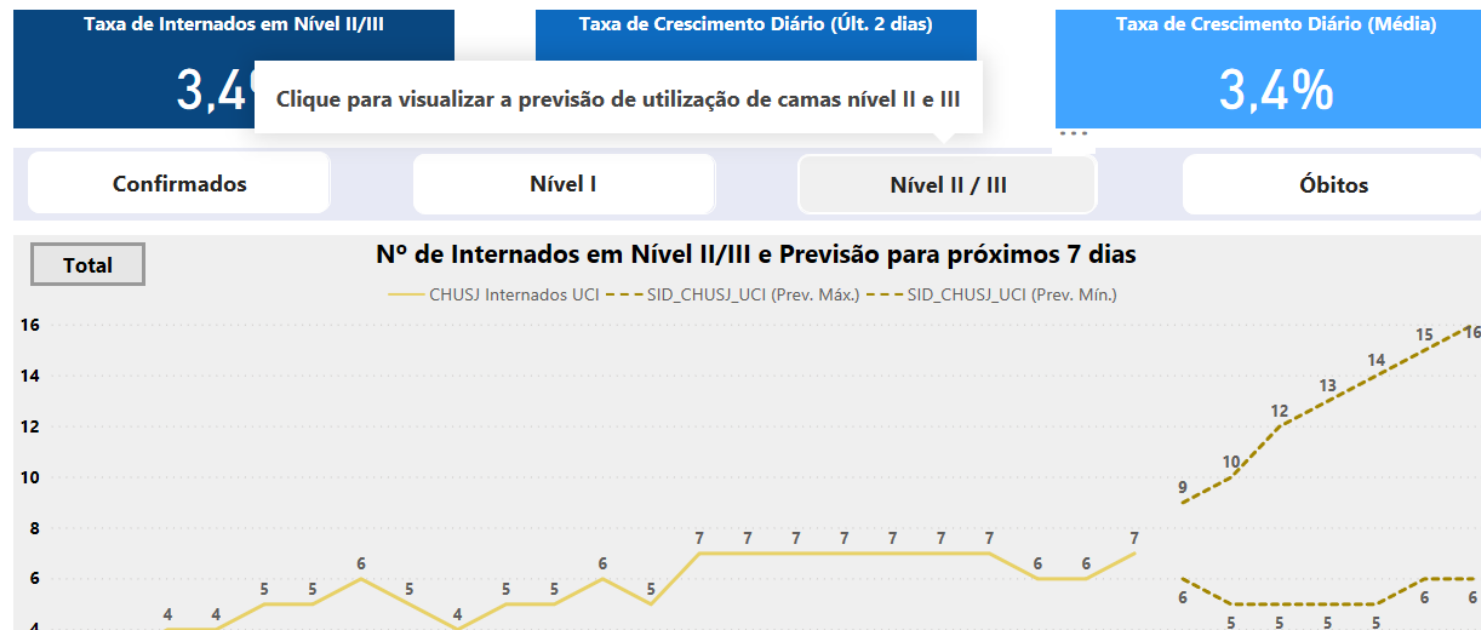 Taxa de Internados em Nível II/III
Taxa de Crescimento Diário (Últ. 2 dias)
Taxa de Crescimento Diário (Média)
3,4
Clique para visualizar a previsão de utilização de camas nível II e III
3,4%
...
Confirmados
Nível I
Nível II / III
Óbitos
Total
Nº de Internados em Nível II/III e Previsão para próximos 7 dias
CHUSJ Internados UCI
SID_CHUSJ_UCI (Prev. Máx.)
SID_CHUSJ_UCI (Prev. Mín.)
16
14
12
10
8
6
4
4 4 5 5 6 5 4 5 5 6 5 7 7 7 7 7 7 7 6 6 7
9 10 12 13 14 15 16
6 5 5 5 5 6 6